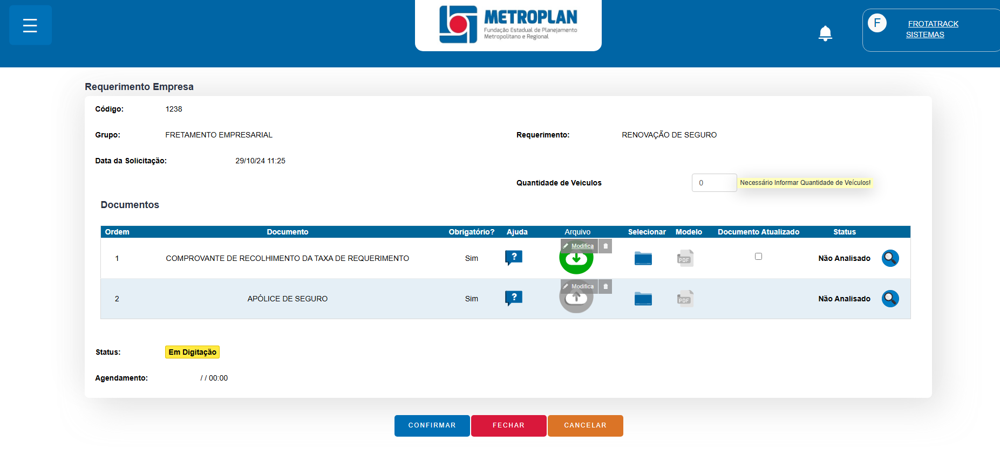 METROPLAN
Fundação Estadual de Planejamento
Metropolitano e Regional
F
FROTATRACK
SISTEMAS
Requerimento Empresa
Código: 1238
Grupo: FRETAMENTO EMPRESARIAL Requerimento: RENOVAÇÃO DE SEGURO
Data da Solicitação: 29/10/24 11:25
Quantidade de Veiculos 0 Necessário Informar Quantidade de Veículos!
Documentos
Ordem Documento Obrigatório? Ajuda Arquivo Selecionar Modelo Documento Atualizado Status
Modifica
1 COMPROVANTE DE RECOLHIMENTO DA TAXA DE REQUERIMENTO Sim ? PDF Não Analisado
Modifica
2 APÓLICE DE SEGURO Sim ? PDF Não Analisado
Status: Em Digitação
Agendamento: / / 00:00
CONFIRMAR FECHAR CANCELAR